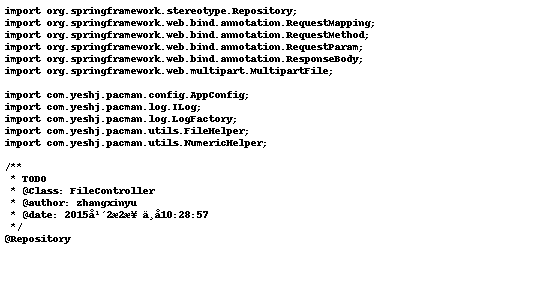 import org.springframework.stereotype.Repository;
import org.springframework.web.bind.annotation.RequestMapping;
import org.springframework.web.bind.annotation.RequestMethod;
import org.springframework.web.bind.annotation.RequestParam;
import org.springframework.web.bind.annotation.ResponseBody;
import org.springframework.web.multipart.MultipartFile;
import com.yeshj.pacman.config.AppConfig;
import com.yeshj.pacman.log.ILog;
import com.yeshj.pacman.log.LogFactory;
import com.yeshj.pacman.utils.FileHelper;
import com.yeshj.pacman.utils.NumericHelper;
/**
* TODO
* @Class: FileController
* @author: zhangxinyu
* @date: 2015å¹´2æ2æ¥ ä¸å10:28:57
*/
@Repository